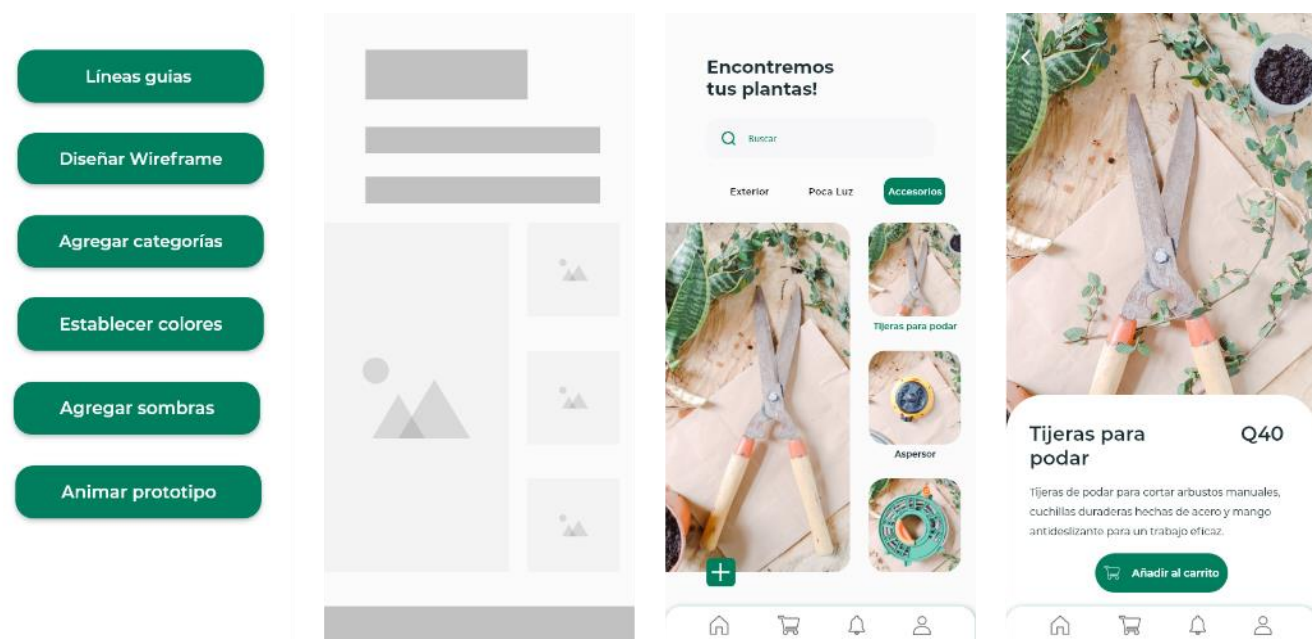 Líneas guias
Diseñar Wireframe
Agregar categorías
Establecer colores
Agregar sombras
Animar prototipo
Encontremos
tus plantas!
Buscar
Exterior
Poca Luz
Accesorios
Tijeras para podar
Aspersor
Tijeras para
podar
Q40
Tijeras de podar para cortar arbustos manuales,
cuchillas duraderas hechas de acero y mango
antideslizante para un trabajo eficaz.
Añadir al carrito